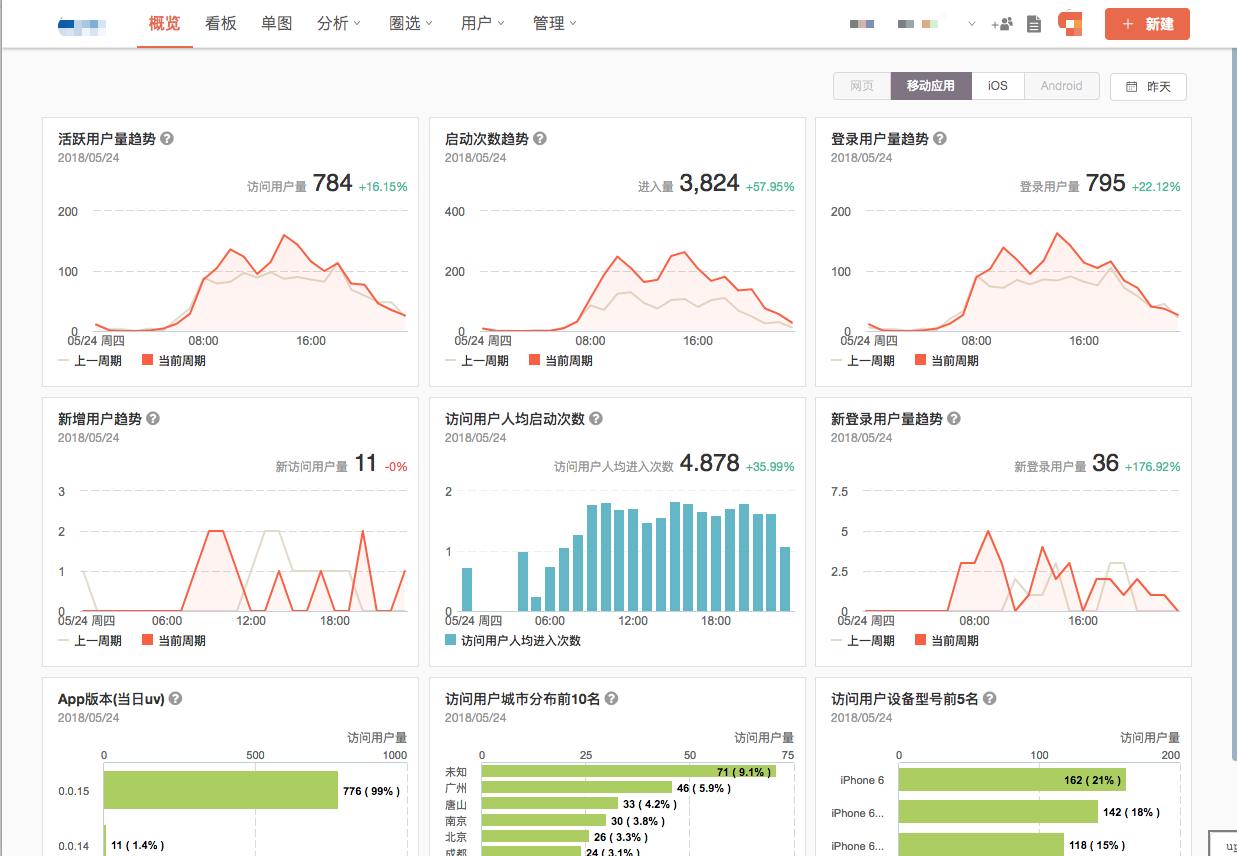 概览 看板 单图 分析 圈选 用户 管理 + 新建
网页 移动应用 iOS Android 昨天
活跃用户量趋势 ?
2018/05/24
访问用户量 784 +16.15%
200
100
0
05/24 周四 08:00 16:00
上一周期 当前周期
启动次数趋势 ?
2018/05/24
进入量 3,824 +57.95%
400
200
0
05/24 周四 08:00 16:00
上一周期 当前周期
登录用户量趋势 ?
2018/05/24
登录用户量 795 +22.12%
200
100
0
05/24 周四 08:00 16:00
上一周期 当前周期
新增用户趋势 ?
2018/05/24
新访问用户量 11 -0%
3
2
1
0
05/24 周四 06:00 12:00 18:00
上一周期 当前周期
访问用户人均启动次数 ?
2018/05/24
访问用户人均进入次数 4.878 +35.99%
2
1
0
05/24 周四 06:00 12:00 18:00
访问用户人均进入次数
新登录用户量趋势 ?
2018/05/24
新登录用户量 36 +176.92%
7.5
5
2.5
0
05/24 周四 08:00 16:00
上一周期 当前周期
App版本(当日uv) ?
2018/05/24
访问用户量
0 500 1000
0.0.15 776 ( 99% )
0.0.14 11 ( 1.4% )
访问用户城市分布前10名 ?
2018/05/24
访问用户量
0 25 50 75
未知 71 ( 9.1% )
广州 46 ( 5.9% )
唐山 33 ( 4.2% )
南京 30 ( 3.8% )
北京 26 ( 3.3% )
成都 24 ( 3.1% )
访问用户设备型号前5名 ?
2018/05/24
访问用户量
0 100 200
iPhone 6 162 ( 21% )
iPhone 6... 142 ( 18% )
iPhone 6... 118 ( 15% )